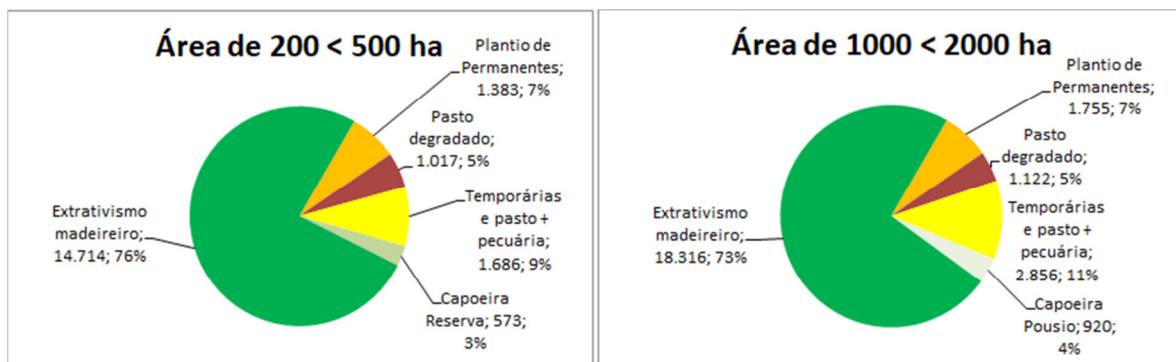 Área de 200 < 500 ha
Plantio de
Permanentes;
1.383; 7%
Pasto
degradado;
1.017; 5%
Temporárias
e pasto +
pecuária;
1.686; 9%
Capoeira
Reserva; 573;
3%
Extrativismo
madeireiro;
14.714; 76%
Área de 1000 < 2000 ha
Plantio de
Permanentes;
1.755; 7%
Pasto
degradado;
1.122; 5%
Temporárias
e pasto +
pecuária;
2.856; 11%
Capoeira
Pousio; 920;
4%
Extrativismo
madeireiro;
18.316; 73%